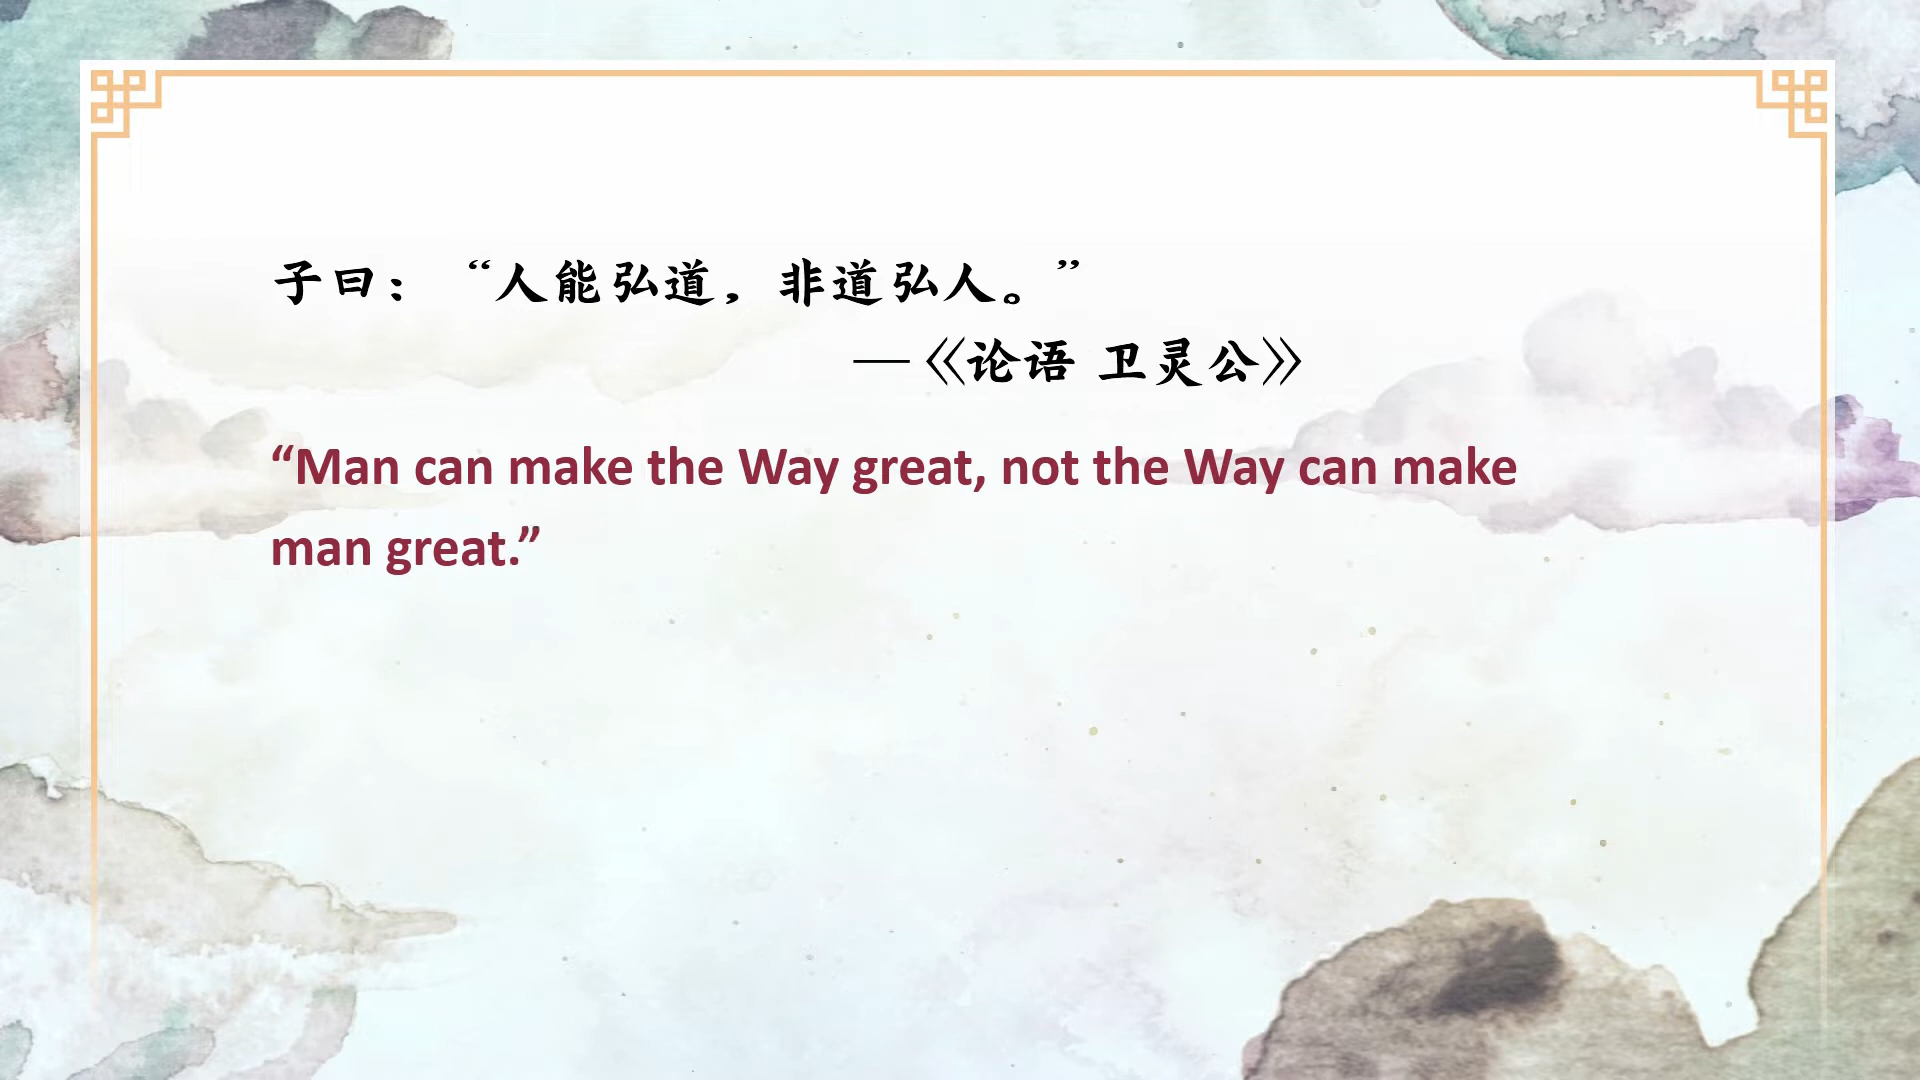 子曰：“人能弘道，非道弘人。”
—《论语 卫灵公》
“Man can make the Way great, not the Way can make
man great.”